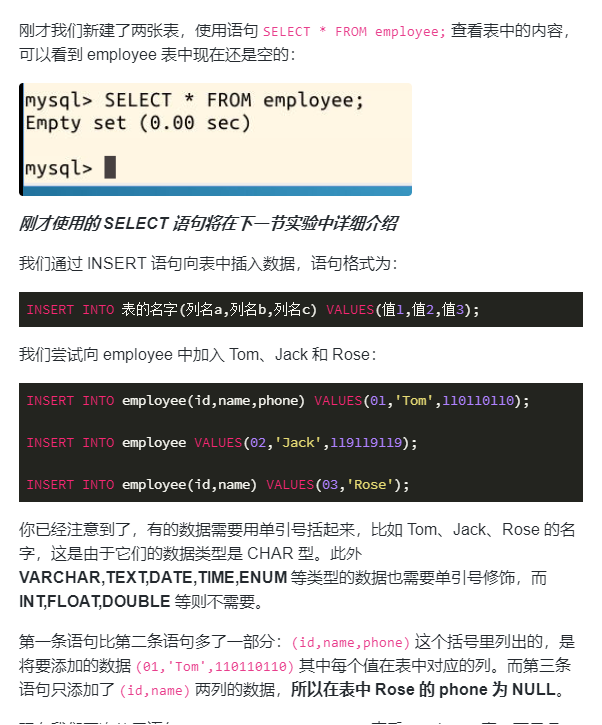 刚才我们新建了两张表，使用语句 SELECT * FROM employee; 查看表中的内容，
可以看到 employee 表中现在还是空的：
mysql> SELECT * FROM employee;
Empty set (0.00 sec)
mysql>
刚才使用的 SELECT 语句将在下一节实验中详细介绍
我们通过 INSERT 语句向表中插入数据，语句格式为：
INSERT INTO 表的名字(列名a,列名b,列名c) VALUES(值1,值2,值3);
我们尝试向 employee 中加入 Tom、Jack 和 Rose：
INSERT INTO employee(id,name,phone) VALUES(01,'Tom',110110110);
INSERT INTO employee VALUES(02,'Jack',119119119);
INSERT INTO employee(id,name) VALUES(03,'Rose');
你已经注意到了，有的数据需要用单引号括起来，比如 Tom、Jack、Rose 的名
字，这是由于它们的数据类型是 CHAR 型。此外
VARCHAR,TEXT,DATE,TIME,ENUM 等类型的数据也需要单引号修饰，而
INT,FLOAT,DOUBLE 等则不需要。
第一条语句比第二条语句多了一部分：(id,name,phone) 这个括号里列出的，是
将要添加的数据 (01,'Tom',110110110) 其中每个值在表中对应的列。而第三条
语句只添加了 (id,name) 两列的数据，所以在表中 Rose 的 phone 为 NULL。